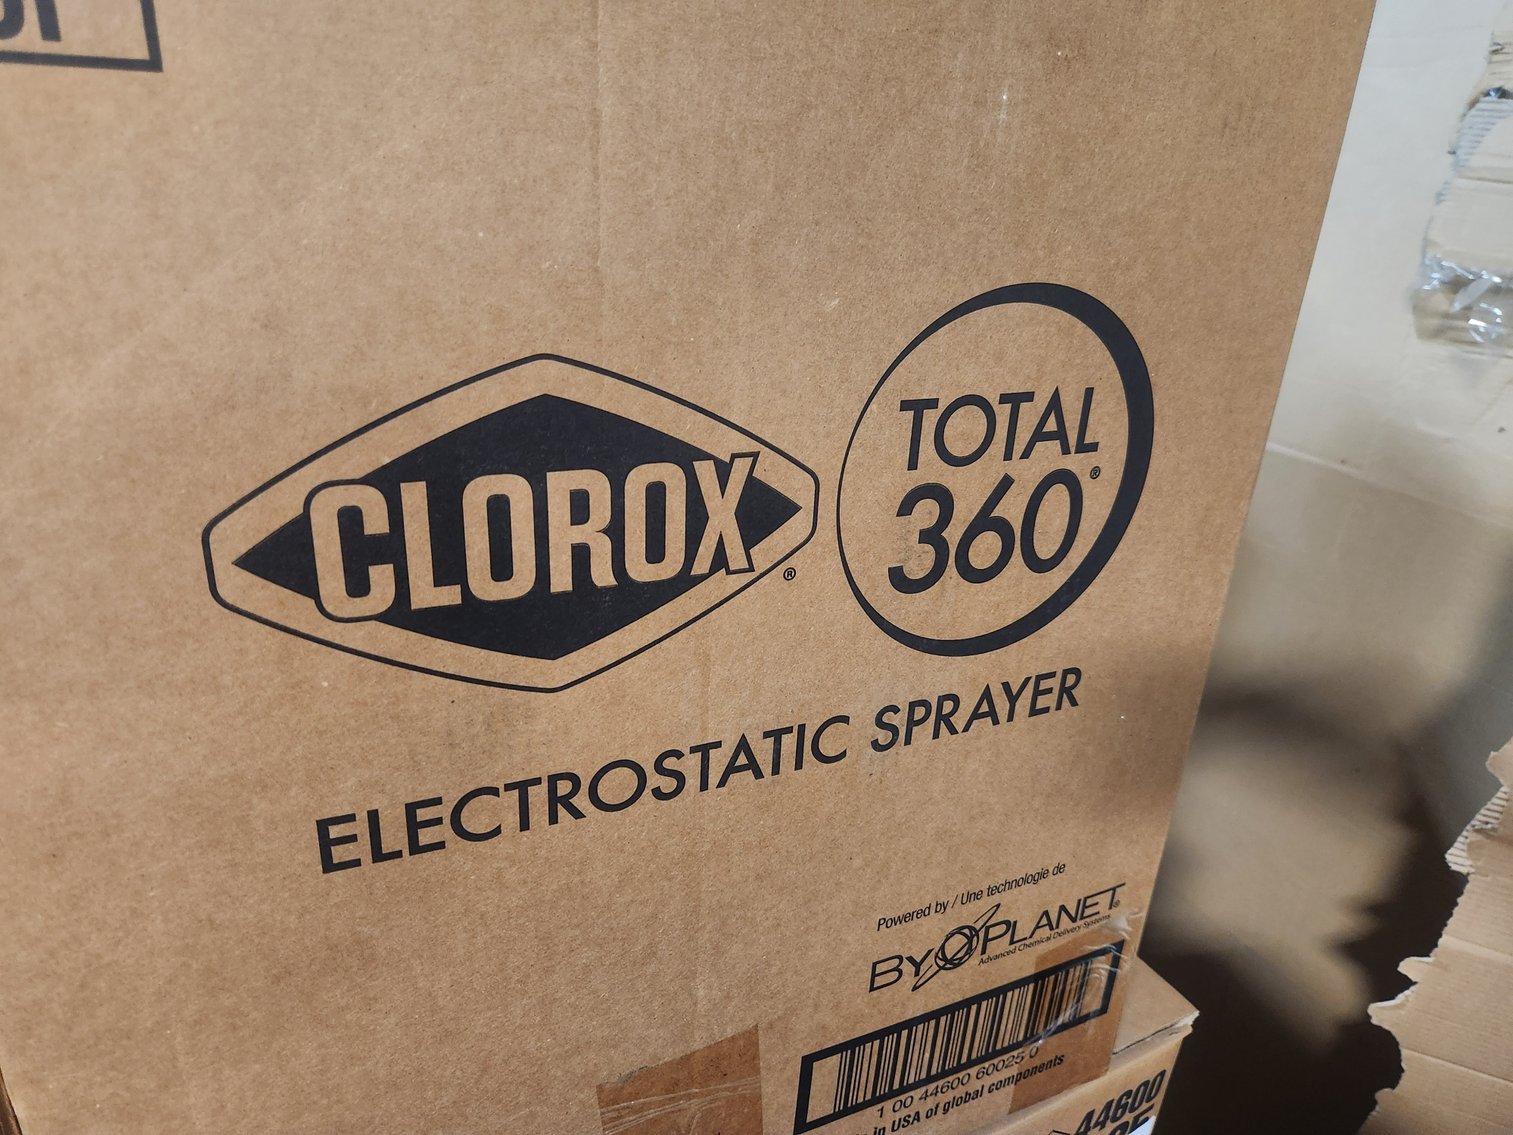 CLOROX®
TOTAL
360®
ELECTROSTATIC SPRAYER
Powered by / Une technologie de
BYOPLANET®
Advanced Chemical Delivery Systems
1 00 44600 60025 0
in USA of global components
44600